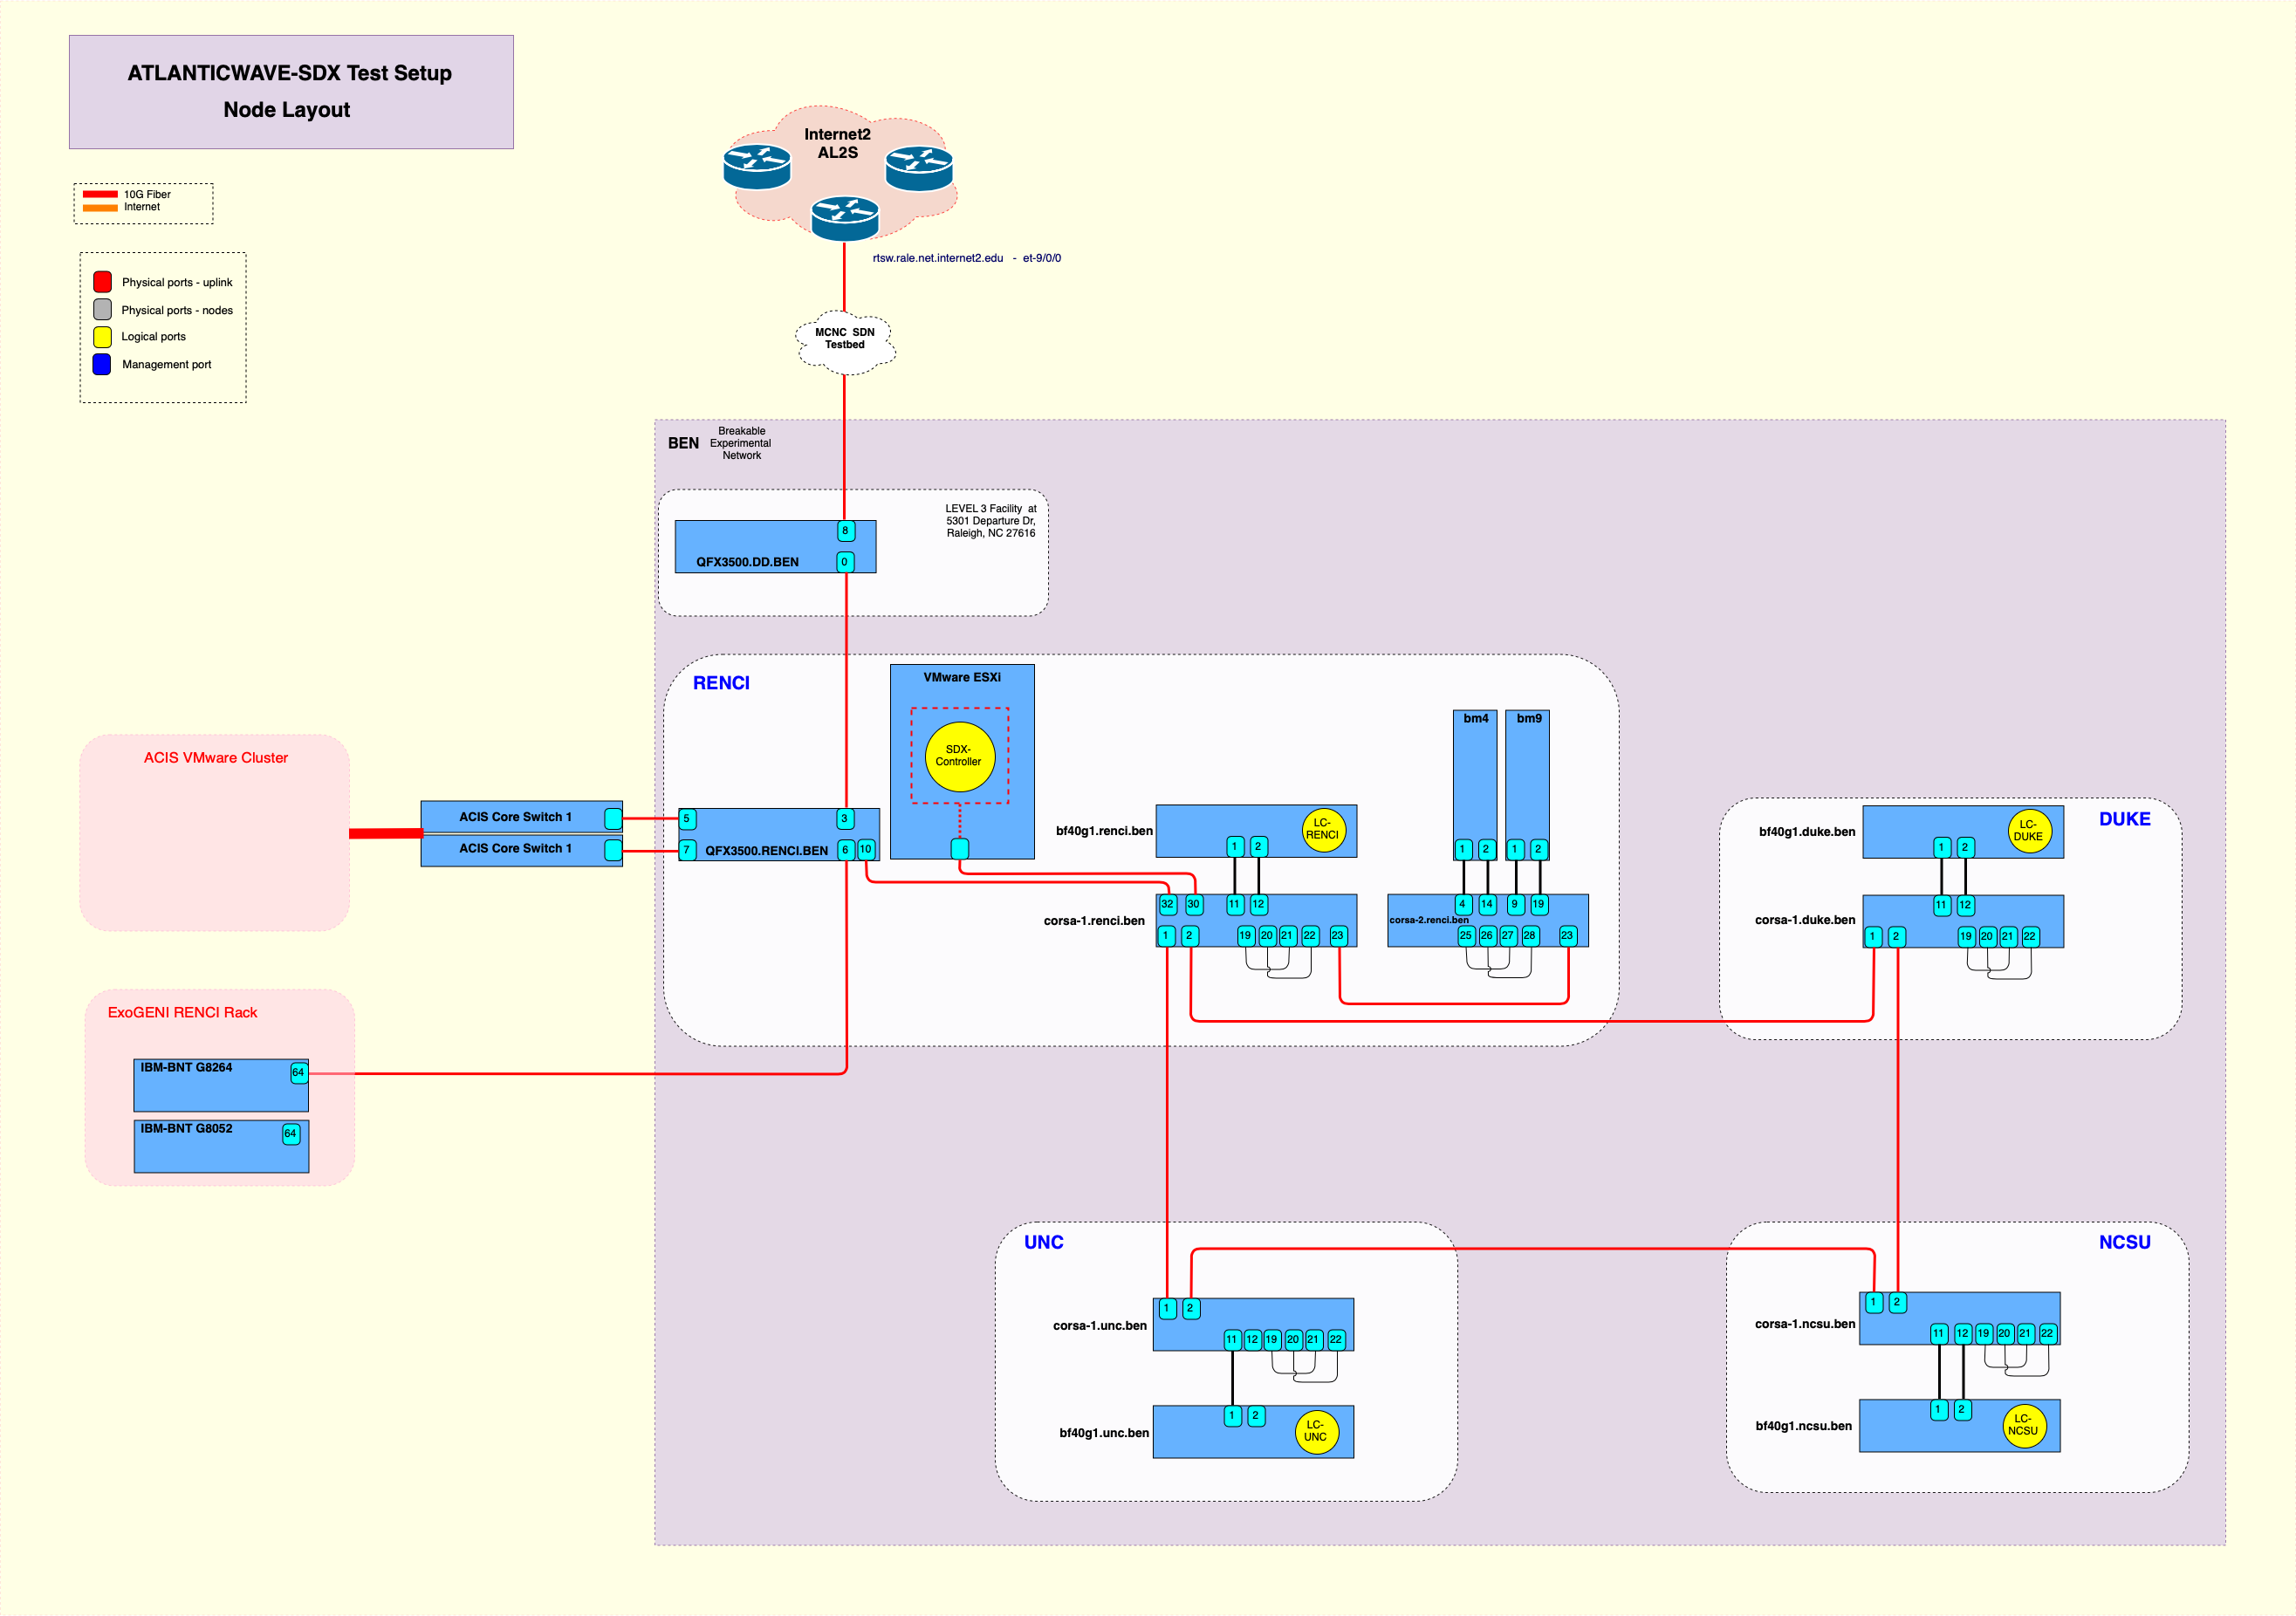 ATLANTICWAVE-SDX Test Setup
Node Layout
10G Fiber
Internet
Physical ports - uplink
Physical ports - nodes
Logical ports
Management port
Internet2
AL2S
rtsw.rale.net.internet2.edu - et-9/0/0
MCNC SDN
Testbed
BEN
Breakable
Experimental
Network
LEVEL 3 Facility at
5301 Departure Dr,
Raleigh, NC 27616
8
QFX3500.DD.BEN
0
RENCI
VMware ESXi
SDX-
Controller
5
3
7
QFX3500.RENCI.BEN
6
10
ACIS VMware Cluster
ACIS Core Switch 1
ACIS Core Switch 1
ExoGENI RENCI Rack
IBM-BNT G8264
64
IBM-BNT G8052
64
bf40g1.renci.ben
LC-
RENCI
1 2
corsa-1.renci.ben
32 30 11 12
1 2 19 20 21 22 23
bm4
bm9
1 2 1 2
corsa-2.renci.ben
4 14 9 19
25 26 27 28 23
DUKE
bf40g1.duke.ben
LC-
DUKE
1 2
corsa-1.duke.ben
11 12
1 2 19 20 21 22
UNC
corsa-1.unc.ben
1 2
11 12 19 20 21 22
bf40g1.unc.ben
1 2
LC-
UNC
NCSU
corsa-1.ncsu.ben
1 2
11 12 19 20 21 22
bf40g1.ncsu.ben
1 2
LC-
NCSU